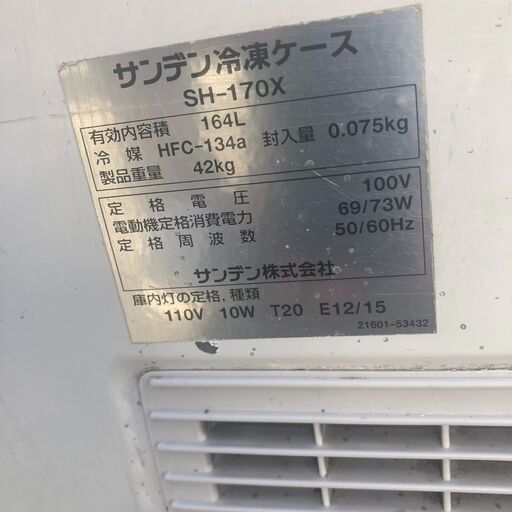 サンデン冷凍ケース
SH-170X
有効内容積 164L
冷媒 HFC-134a 封入量 0.075kg
製品重量 42kg
定格電圧 100V
電動機定格消費電力 69/73W
定格周波数 50/60Hz
サンデン株式会社
庫内灯の定格、種類
110V 10W T20 E12/15
21601-53432